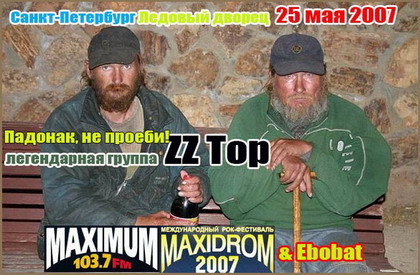 Санкт-Петербург Ледовый дворец 25 мая 2007
Падонак, не проеби!
легендарная группа ZZ Top
MAXIMUM
103.7 FM
МЕЖДУНАРОДНЫЙ РОК-ФЕСТИВАЛЬ
MAXIDROM
2007
& Ebobat